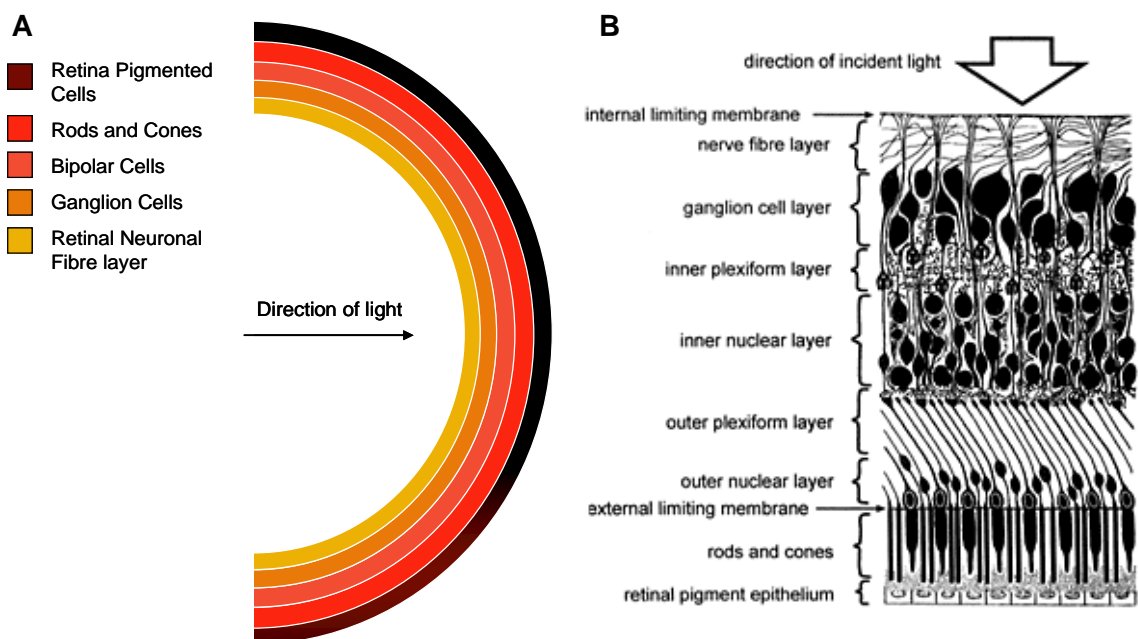 A
Retina Pigmented
Cells
Rods and Cones
Bipolar Cells
Ganglion Cells
Retinal Neuronal
Fibre layer
Direction of light
B
direction of incident light
internal limiting membrane
nerve fibre layer
ganglion cell layer
inner plexiform layer
inner nuclear layer
outer plexiform layer
outer nuclear layer
external limiting membrane
rods and cones
retinal pigment epithelium